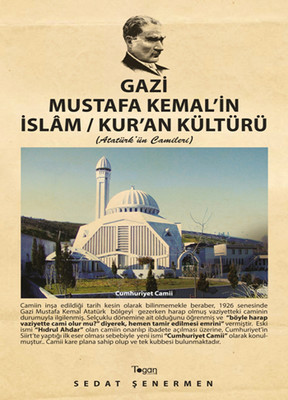 GAZİ
MUSTAFA KEMAL'İN
İSLÂM / KUR'AN KÜLTÜRÜ
(Atatürk'ün Camileri)
Cumhuriyet Camii
Camiin inşa edildiği tarih kesin olarak bilinmemekle beraber, 1926 senesinde
Gazi Mustafa Kemal Atatürk bölgeyi gezerken harap olmuş vaziyetteki caminin
durumuyla ilgilenmiş. Selçuklu dönemine ait olduğunu öğrenmiş ve "böyle harap
vaziyette cami olur mu?" diyerek, hemen tamir edilmesi emrini" vermiştir. Eski
ismi "Hıdrul Ahdar" olan camiin onarılıp ibadete açılması üzerine, Cumhuriyet'in
Siirt'te yaptığı ilk eser olması sebebiyle yeni ismi "Cumhuriyet Camii" olarak konul-
muştur. Camii kare plana sahip olup ve tek kubbesi bulunmaktadır.
Togan
SEDAT ŞENERMEN